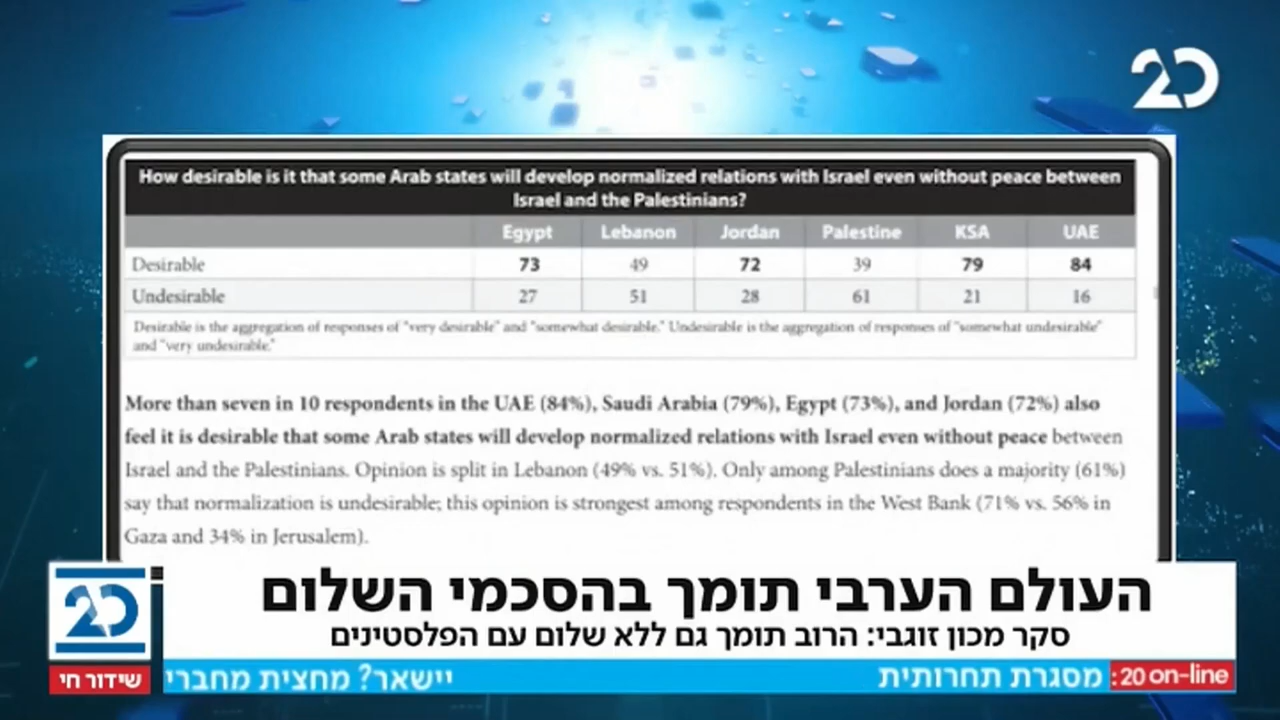 20
How desirable is it that some Arab states will develop normalized relations with Israel even without peace between
Israel and the Palestinians?
Egypt Lebanon Jordan Palestine KSA UAE
Desirable 73 49 72 39 79 84
Undesirable 27 51 28 61 21 16
Desirable is the aggregation of responses of "very desirable" and "somewhat desirable." Undesirable is the aggregation of responses of "somewhat undesirable"
and "very undesirable."
More than seven in 10 respondents in the UAE (84%), Saudi Arabia (79%), Egypt (73%), and Jordan (72%) also
feel it is desirable that some Arab states will develop normalized relations with Israel even without peace between
Israel and the Palestinians. Opinion is split in Lebanon (49% vs. 51%). Only among Palestinians does a majority (61%)
say that normalization is undesirable; this opinion is strongest among respondents in the West Bank (71% vs. 56% in
Gaza and 34% in Jerusalem).
העולם הערבי תומך בהסכמי השלום
סקר מכון זוגבי: הרוב תומך גם ללא שלום עם הפלסטינים
20
שידור חי
20 on-line: מסגרת תחרותית יישאר? מחצית מחברי